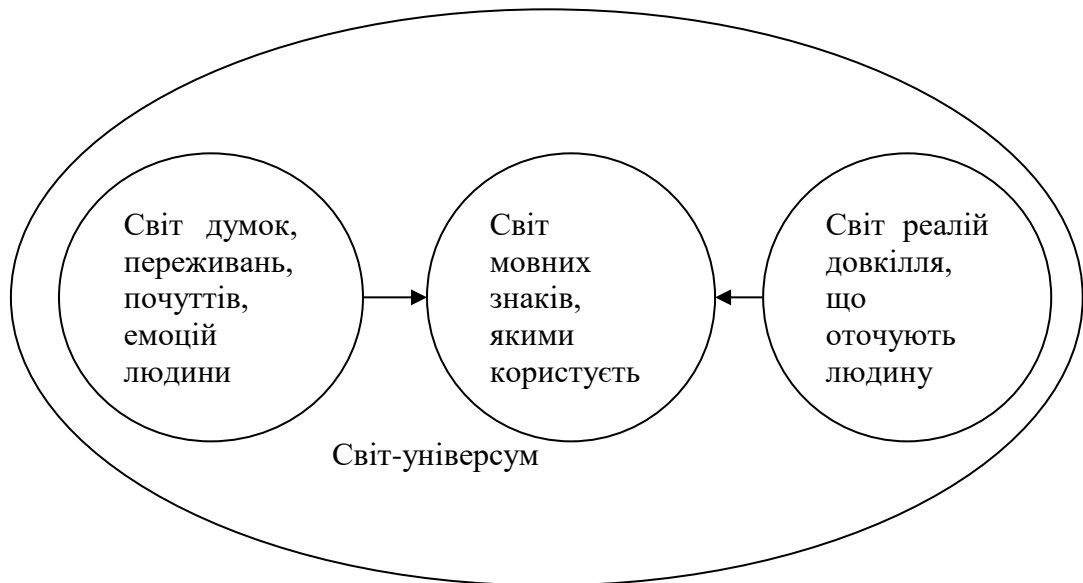 Світ думок,
переживань,
почуттів,
емоцій
людини
Світ
мовних
знаків,
якими
користуєть
Світ реалій
довкілля,
що
оточують
людину
Світ-універсум